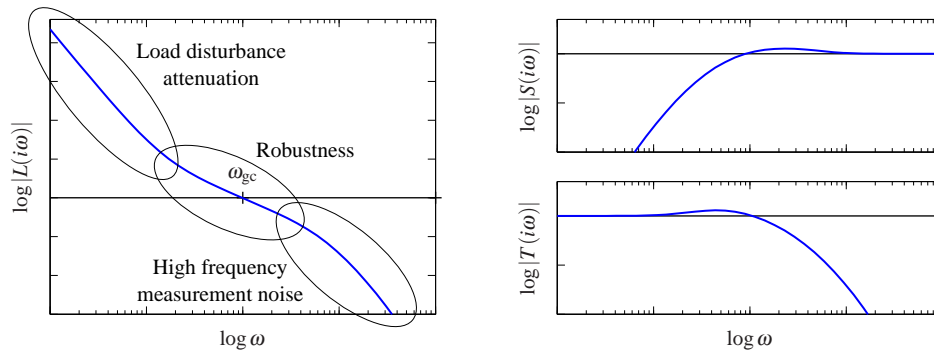 Load disturbance
attenuation
Robustness
ω_gc
High frequency
measurement noise
log |L(iω)|
log ω
log |S(iω)|
log |T(iω)|
log ω